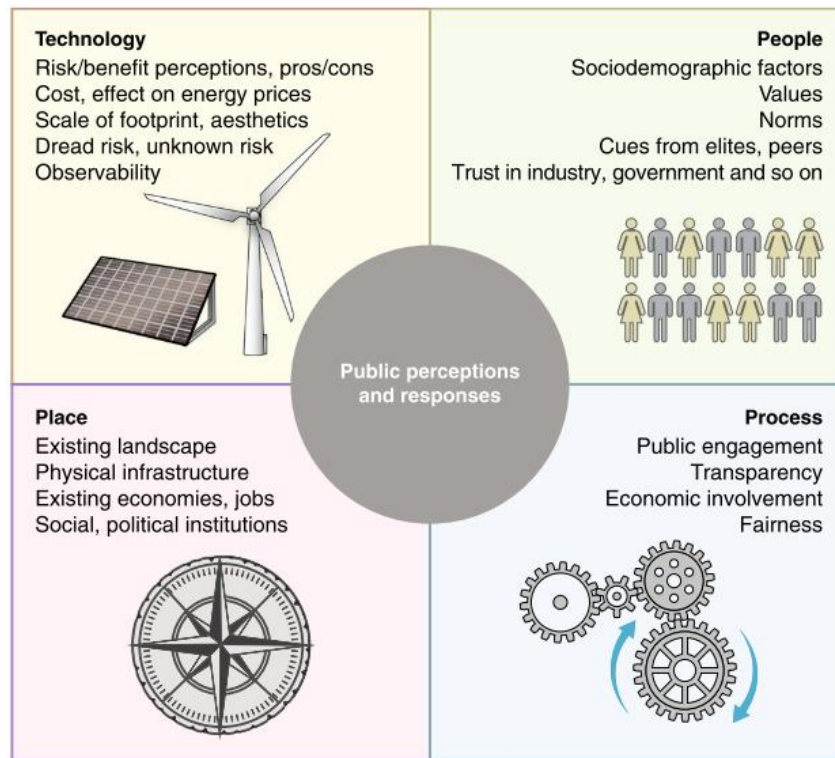 Technology
Risk/benefit perceptions, pros/cons
Cost, effect on energy prices
Scale of footprint, aesthetics
Dread risk, unknown risk
Observability
People
Sociodemographic factors
Values
Norms
Cues from elites, peers
Trust in industry, government and so on
Public perceptions
and responses
Place
Existing landscape
Physical infrastructure
Existing economies, jobs
Social, political institutions
Process
Public engagement
Transparency
Economic involvement
Fairness